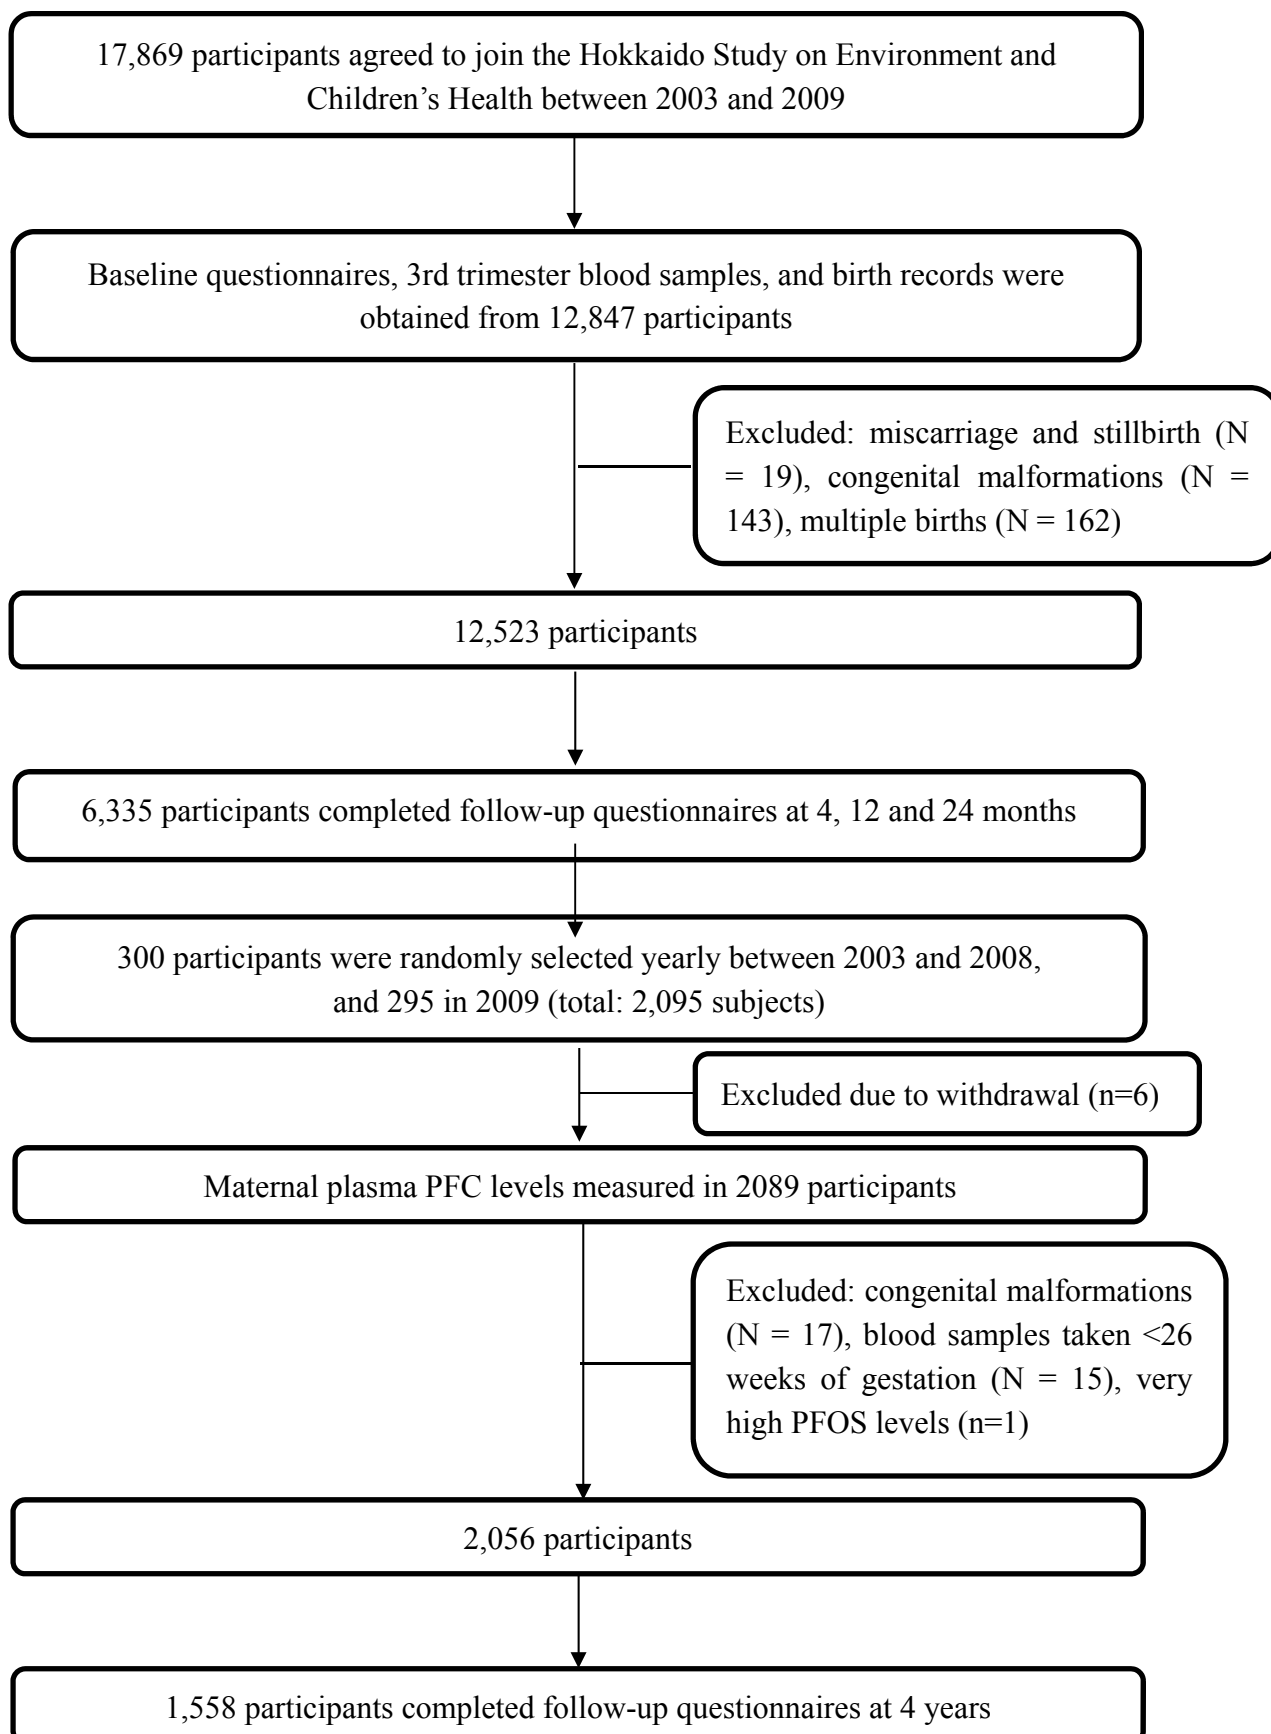 17,869 participants agreed to join the Hokkaido Study on Environment and
Children’s Health between 2003 and 2009
Baseline questionnaires, 3rd trimester blood samples, and birth records were
obtained from 12,847 participants
Excluded: miscarriage and stillbirth (N
= 19), congenital malformations (N =
143), multiple births (N = 162)
12,523 participants
6,335 participants completed follow-up questionnaires at 4, 12 and 24 months
300 participants were randomly selected yearly between 2003 and 2008,
and 295 in 2009 (total: 2,095 subjects)
Excluded due to withdrawal (n=6)
Maternal plasma PFC levels measured in 2089 participants
Excluded: congenital malformations
(N = 17), blood samples taken <26
weeks of gestation (N = 15), very
high PFOS levels (n=1)
2,056 participants
1,558 participants completed follow-up questionnaires at 4 years